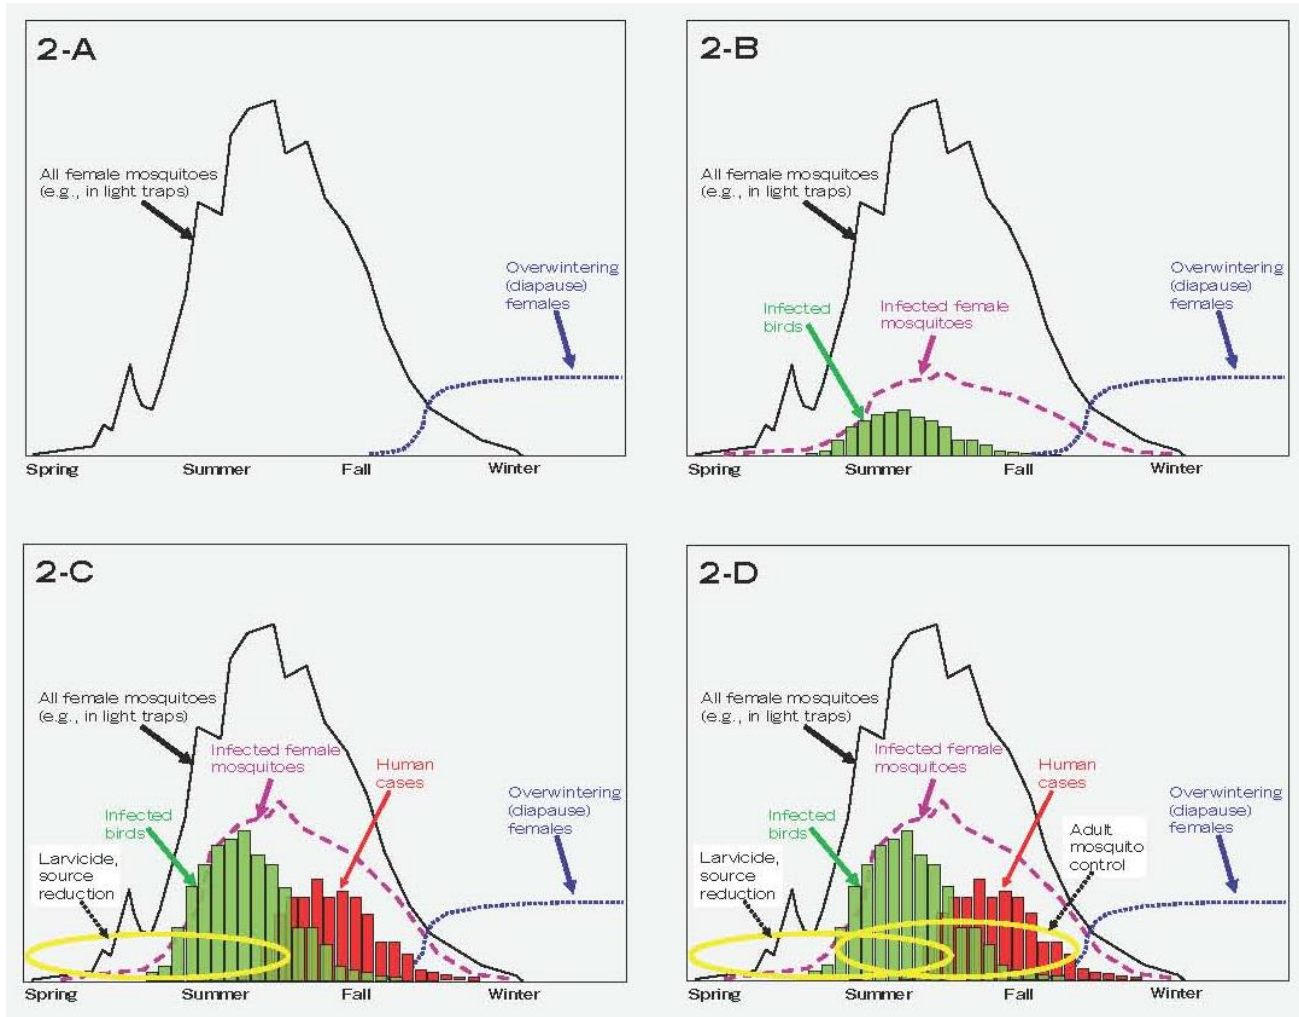 2-A
All female mosquitoes
(e.g., in light traps)
Overwintering
(diapause)
females
Spring Summer Fall Winter
2-B
All female mosquitoes
(e.g., in light traps)
Infected
birds
Infected female
mosquitoes
Overwintering
(diapause)
females
Spring Summer Fall Winter
2-C
All female mosquitoes
(e.g., in light traps)
Infected female
mosquitoes
Human
cases
Infected
birds
Overwintering
(diapause)
females
Larvicide,
source
reduction
Spring Summer Fall Winter
2-D
All female mosquitoes
(e.g., in light traps)
Infected female
mosquitoes
Human
cases
Infected
birds
Overwintering
(diapause)
females
Adult
mosquito
control
Larvicide,
source
reduction
Spring Summer Fall Winter